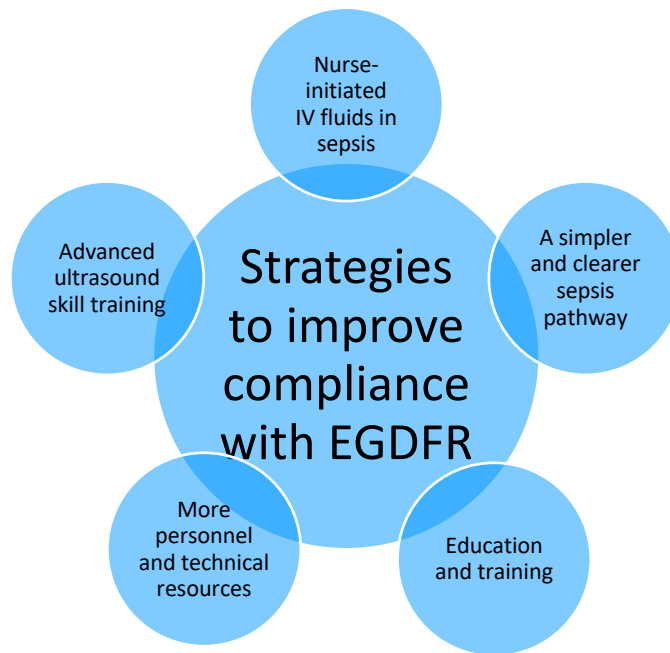 Nurse-
initiated
IV fluids in
sepsis
Advanced
ultrasound
skill training
Strategies
to improve
compliance
with EGDFR
A simpler
and clearer
sepsis
pathway
More
personnel
and technical
resources
Education
and training